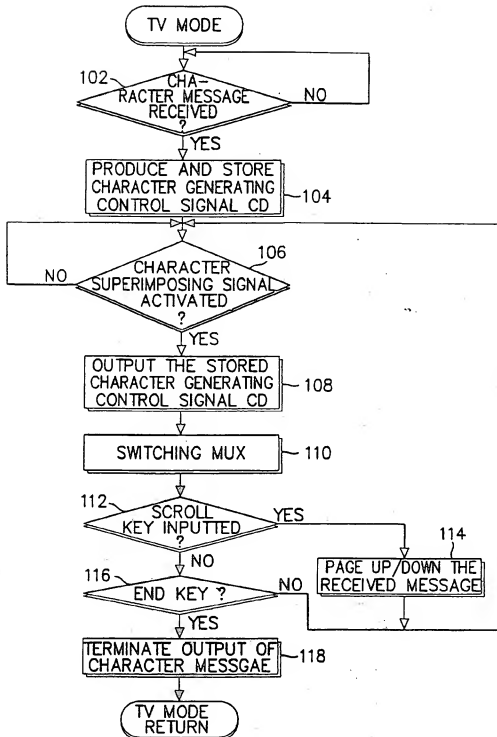 TV MODE
102
CHA-
RACTER MESSAGE
RECEIVED
?
NO
YES
PRODUCE AND STORE
CHARACTER GENERATING
CONTROL SIGNAL CD
104
106
NO
CHARACTER
SUPERIMPOSING SIGNAL
ACTIVATED
?
YES
OUTPUT THE STORED
CHARACTER GENERATING
CONTROL SIGNAL CD
108
SWITCHING MUX
110
112
SCROLL
KEY INPUTTED
?
YES
NO
114
PAGE UP/DOWN THE
RECEIVED MESSAGE
116
END KEY ?
NO
YES
TERMINATE OUTPUT OF
CHARACTER MESSGAE
118
TV MODE
RETURN